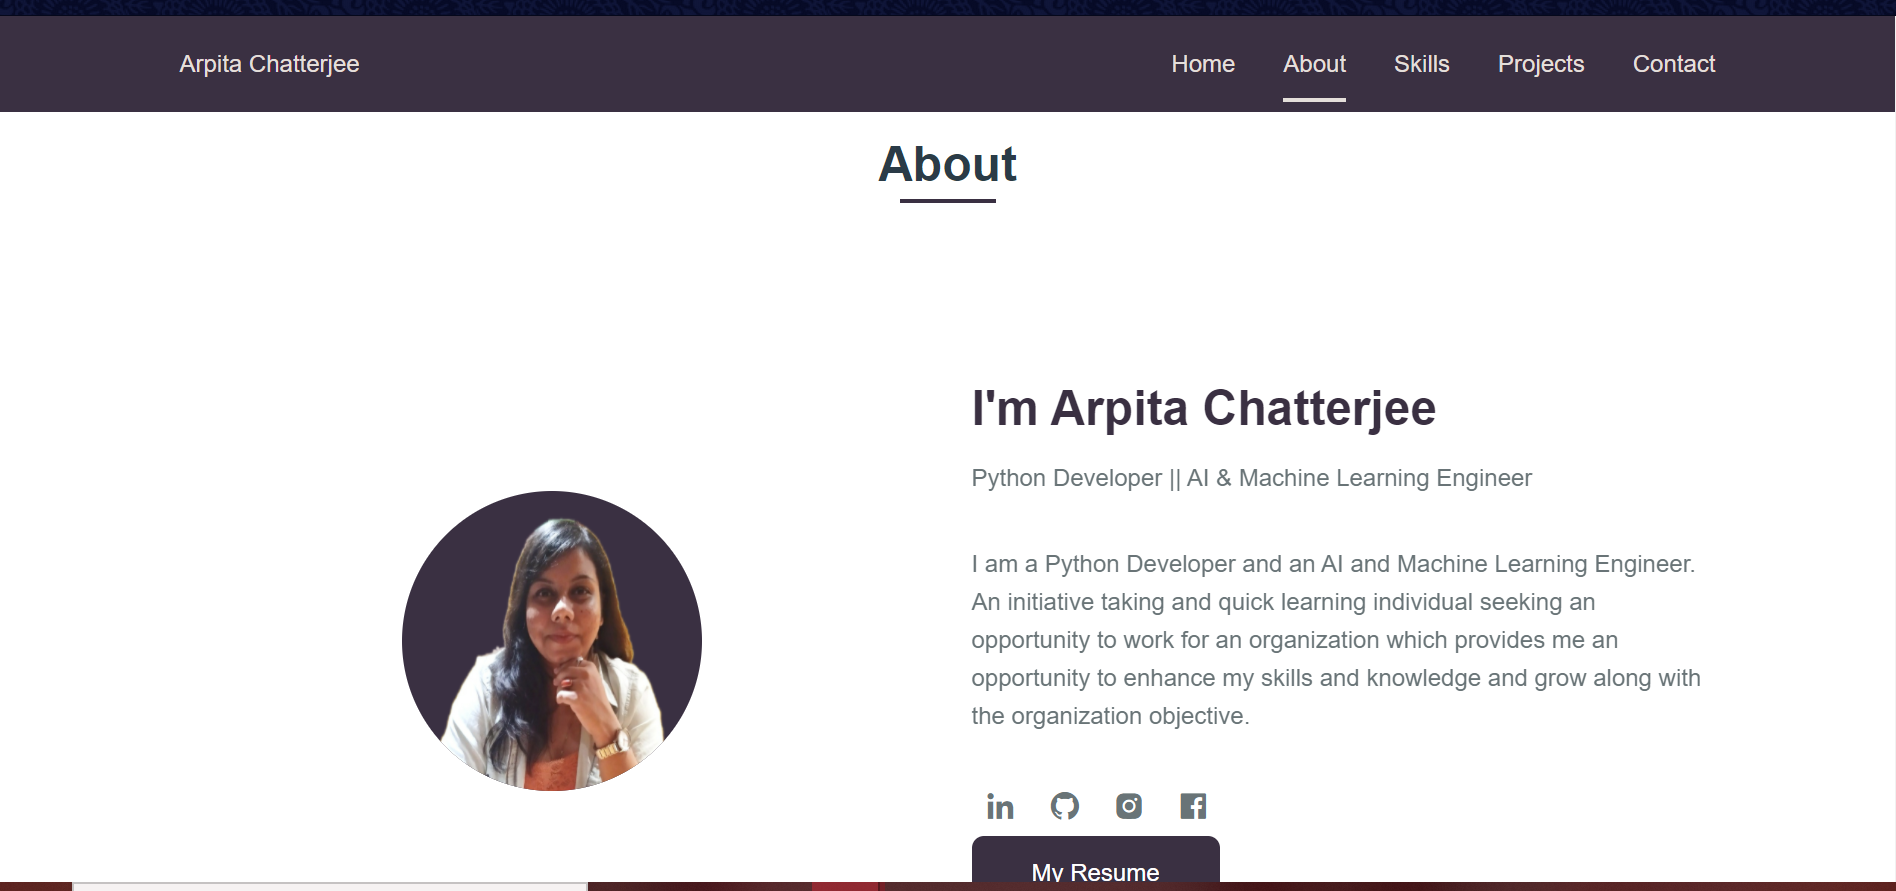 Arpita Chatterjee
Home
About
Skills
Projects
Contact
About
I'm Arpita Chatterjee
Python Developer || AI & Machine Learning Engineer
I am a Python Developer and an AI and Machine Learning Engineer.
An initiative taking and quick learning individual seeking an
opportunity to work for an organization which provides me an
opportunity to enhance my skills and knowledge and grow along with
the organization objective.
My Resume